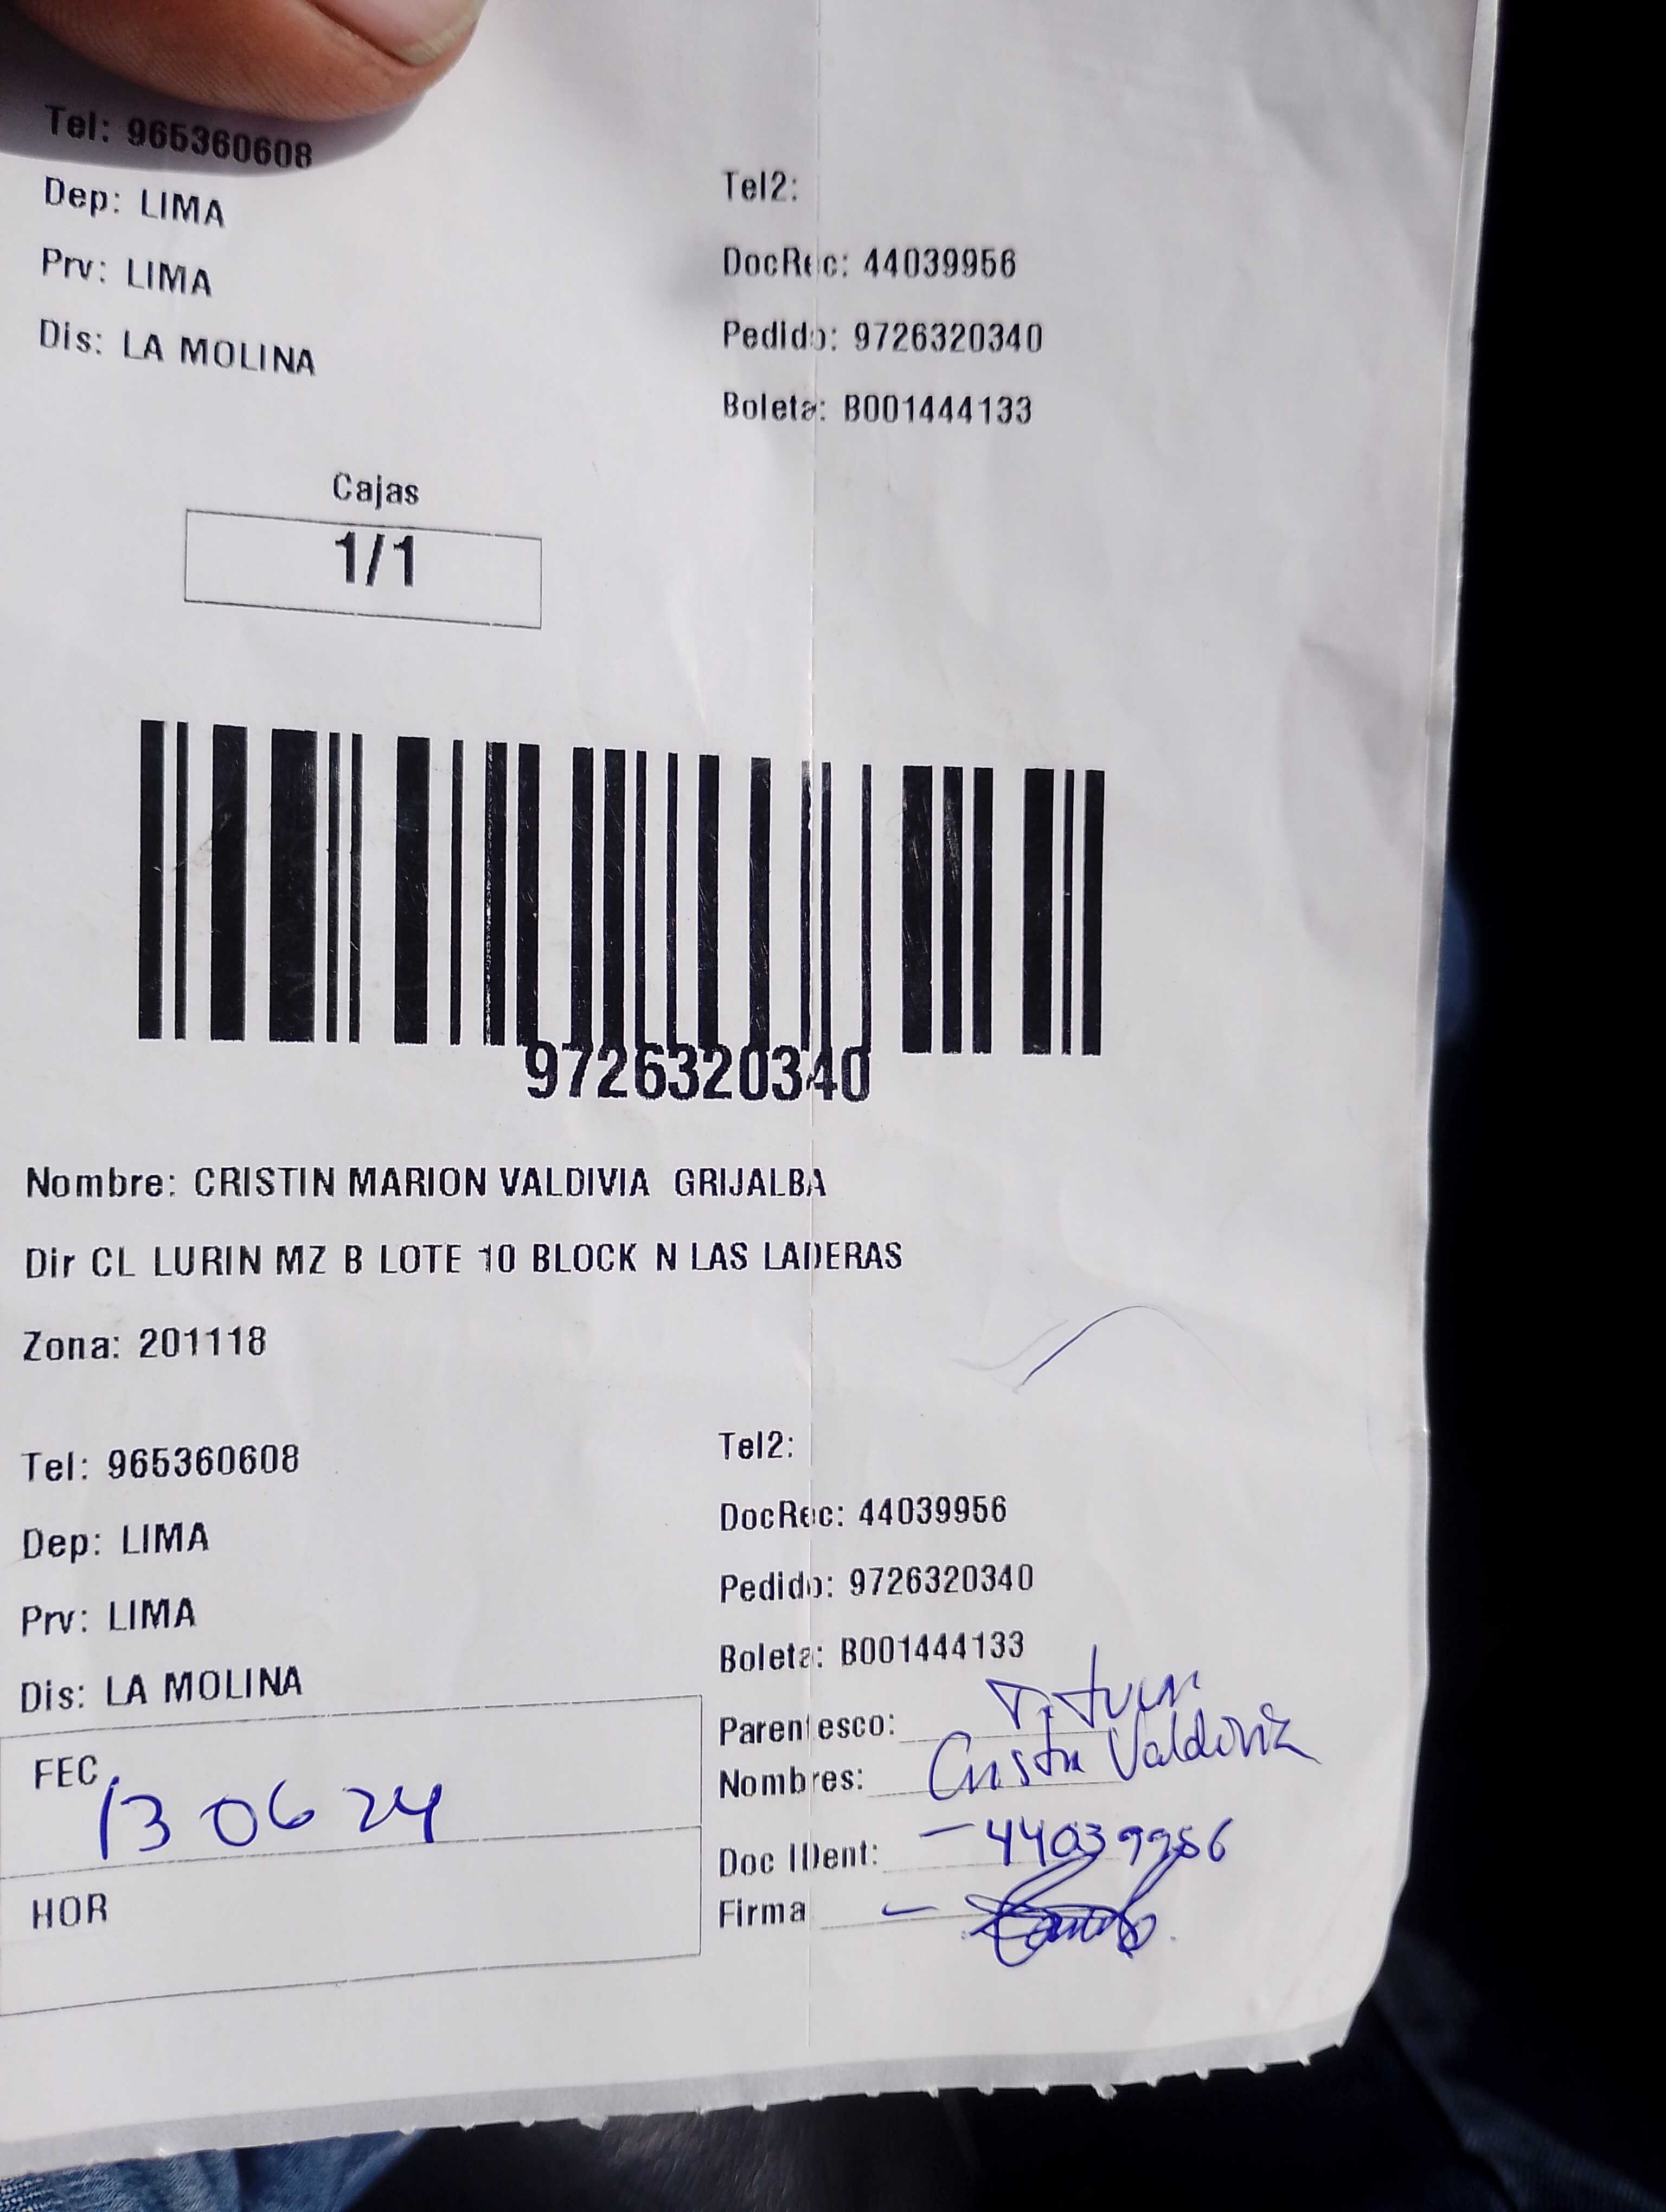 Tel: 965360608
Dep: LIMA
Prv: LIMA
Dis: LA MOLINA
Tel2:
DocRec: 44039956
Pedido: 9726320340
Boleta: B001444133
Cajas
1/1
9726320340
Nombre: CRISTIN MARION VALDIVIA GRIJALBA
Dir CL LURIN MZ B LOTE 10 BLOCK N LAS LADERAS
Zona: 201118
Tel: 965360608
Dep: LIMA
Prv: LIMA
Dis: LA MOLINA
Tel2:
DocRec: 44039956
Pedido: 9726320340
Boleta: B001444133
Parentesco:
Nombres: Cristin Valdivia
Doc IDent: - 44039956
Firma
FEC
13 06 24
HOR